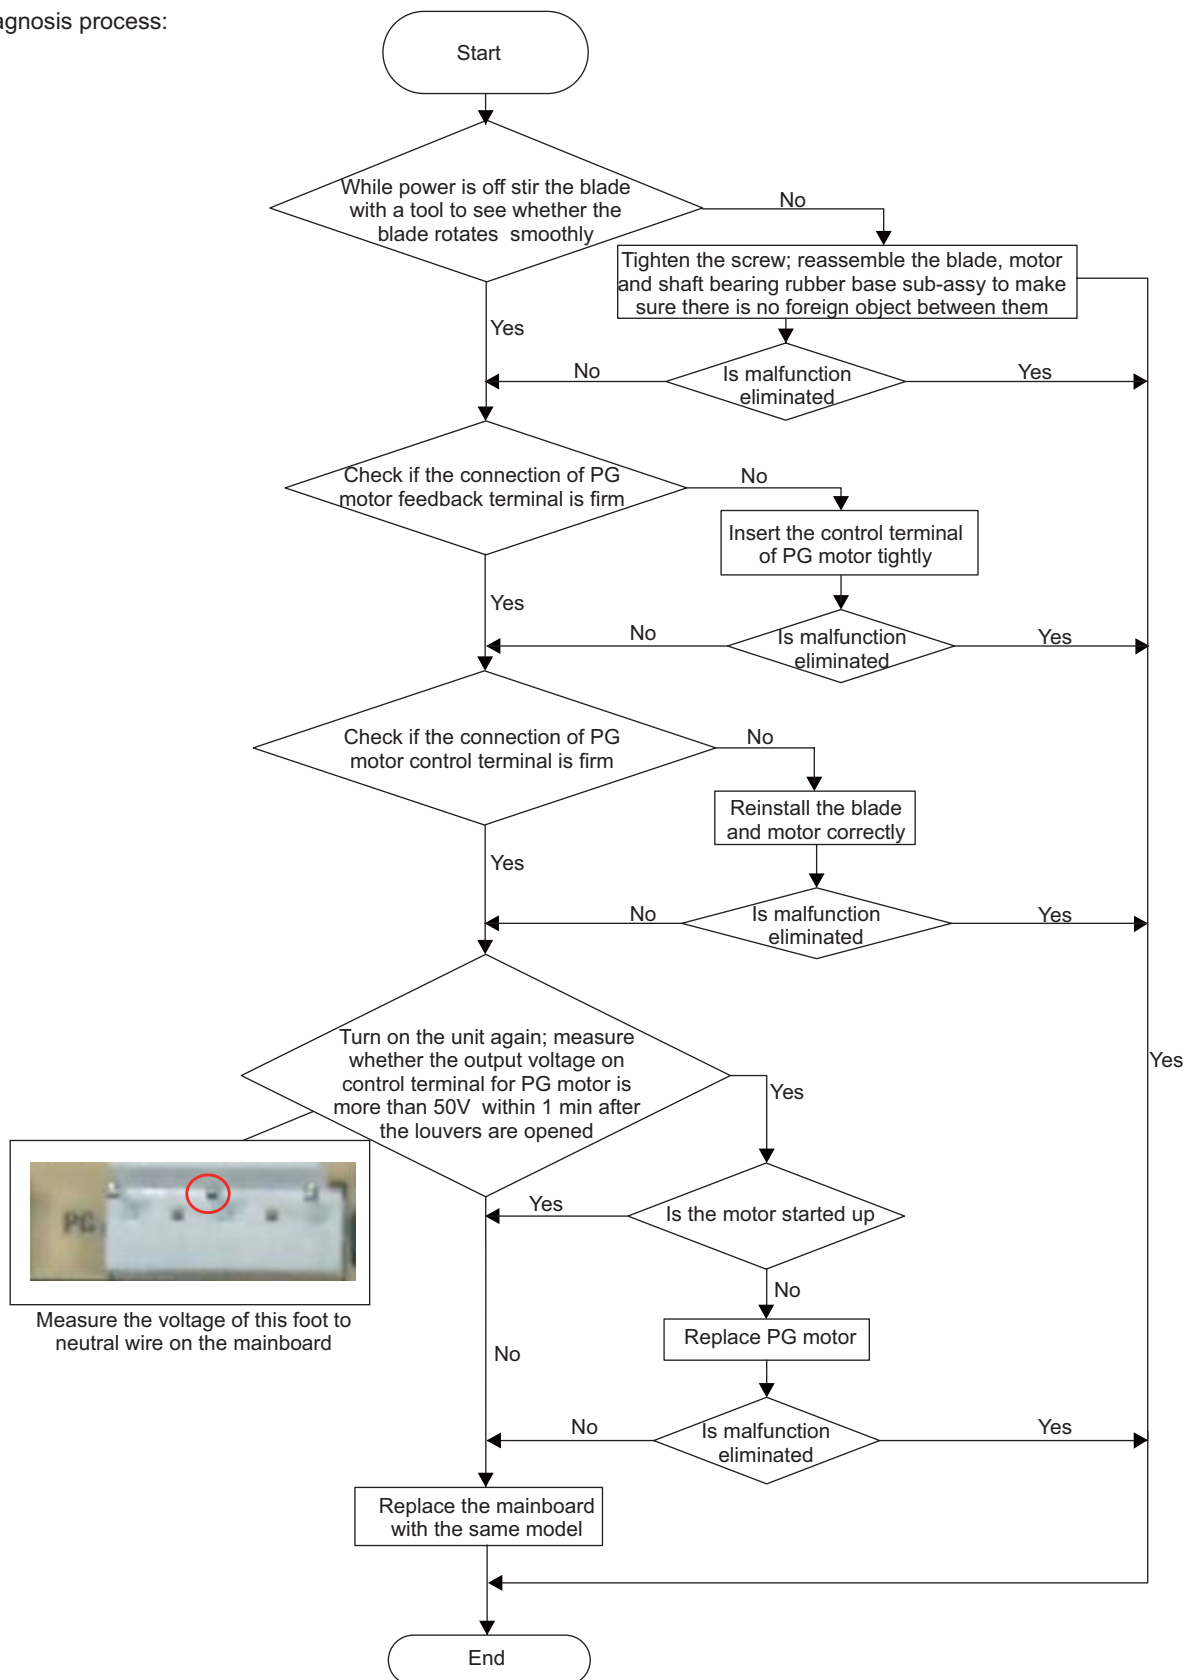 agnosis process:
Start
While power is off stir the blade
with a tool to see whether the
blade rotates smoothly
No
Tighten the screw; reassemble the blade, motor
and shaft bearing rubber base sub-assy to make
sure there is no foreign object between them
Yes
No
Is malfunction
eliminated
Yes
Check if the connection of PG
motor feedback terminal is firm
No
Insert the control terminal
of PG motor tightly
Yes
No
Is malfunction
eliminated
Yes
Check if the connection of PG
motor control terminal is firm
No
Reinstall the blade
and motor correctly
Yes
No
Is malfunction
eliminated
Yes
Turn on the unit again; measure
whether the output voltage on
control terminal for PG motor is
more than 50V within 1 min after
the louvers are opened
Yes
Yes
PG
Yes
Is the motor started up
No
Measure the voltage of this foot to
neutral wire on the mainboard
Replace PG motor
No
No
Is malfunction
eliminated
Yes
Replace the mainboard
with the same model
End